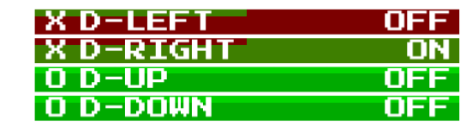 X D-LEFT OFF
X D-RIGHT ON
O D-UP OFF
O D-DOWN OFF